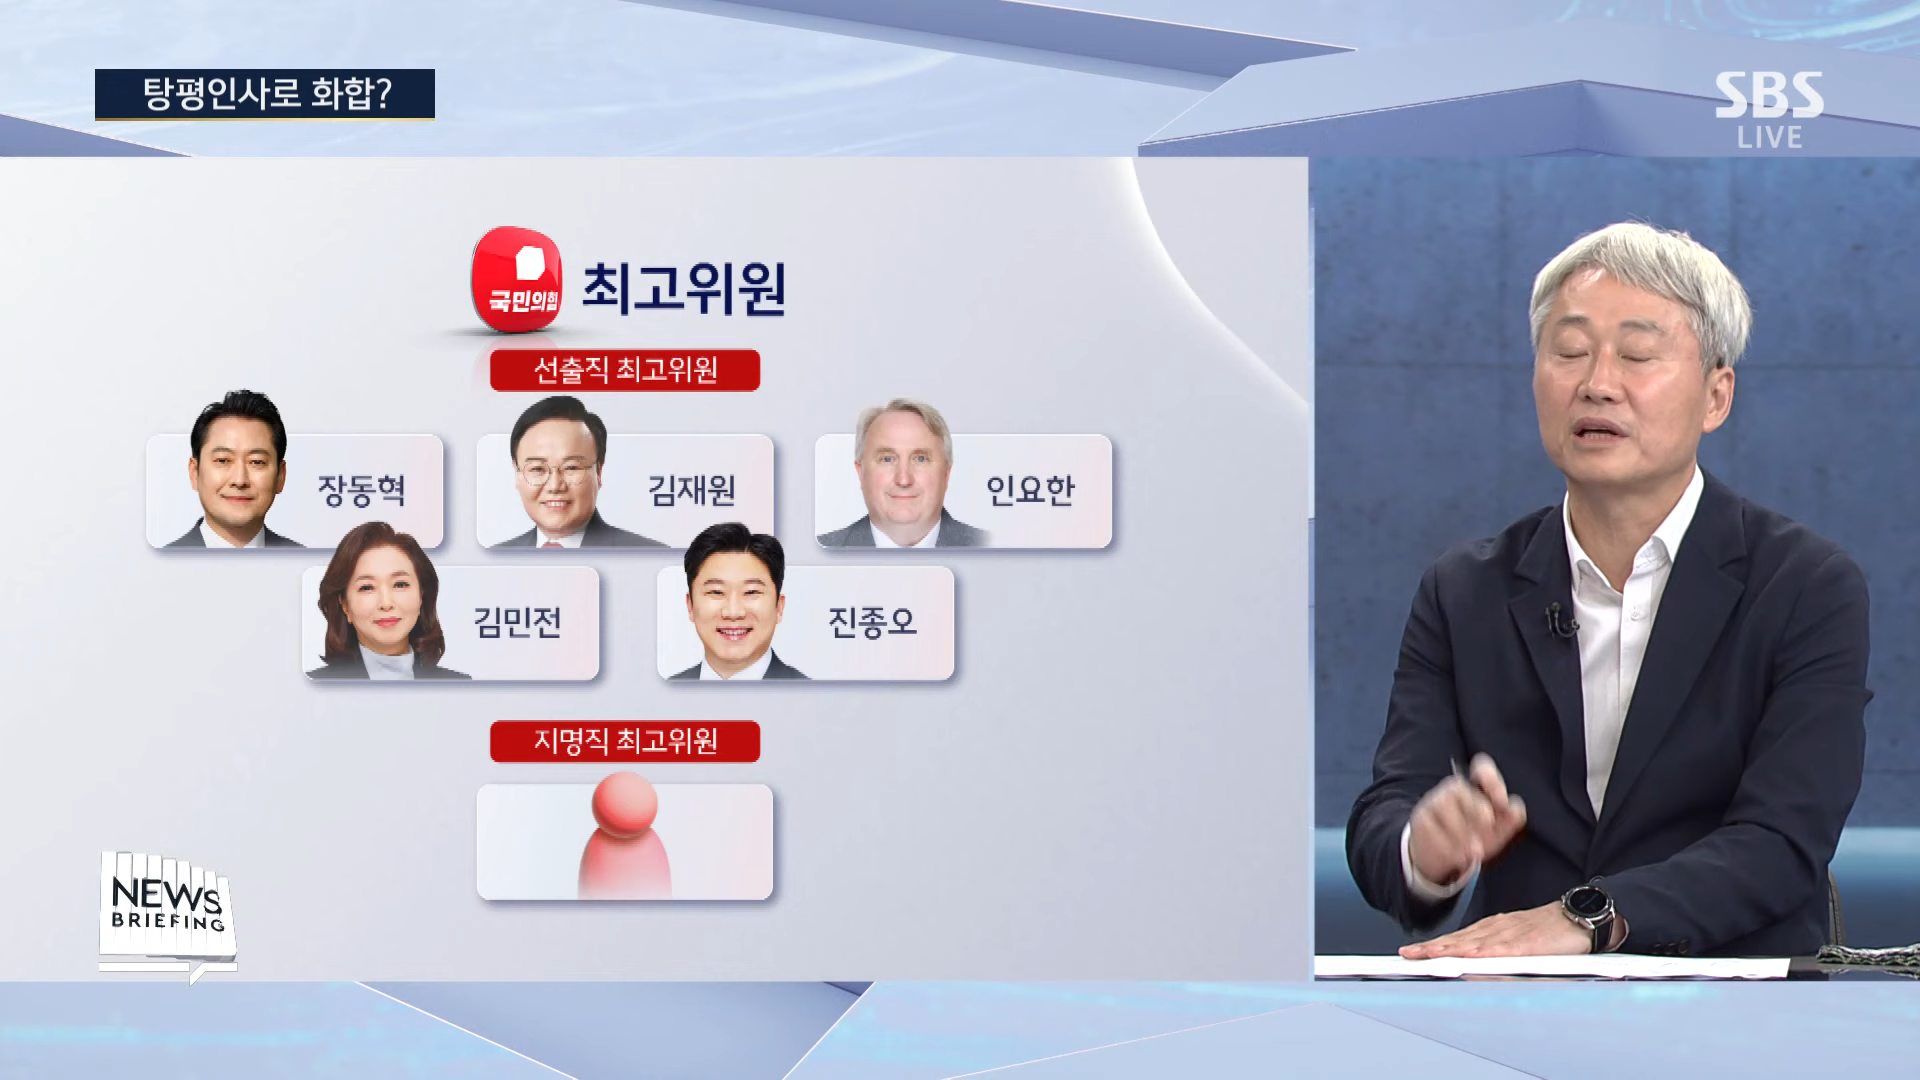 탕평인사로 화합?
SBS
LIVE
국민의힘
최고위원
선출직 최고위원
장동혁
김재원
인요한
김민전
진종오
지명직 최고위원
NEWS
BRIEFING